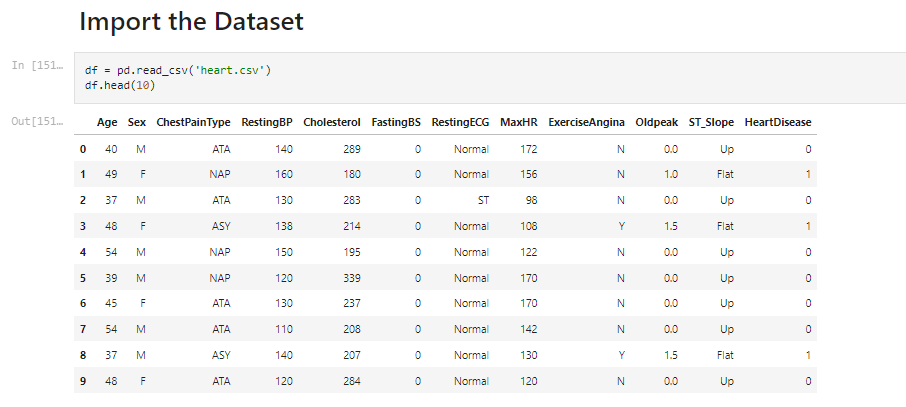 Import the Dataset
In [151…
df = pd.read_csv('heart.csv')
df.head(10)
Out[151…
Age Sex ChestPainType RestingBP Cholesterol FastingBS RestingECG MaxHR ExerciseAngina Oldpeak ST_Slope HeartDisease
0 40 M ATA 140 289 0 Normal 172 N 0.0 Up 0
1 49 F NAP 160 180 0 Normal 156 N 1.0 Flat 1
2 37 M ATA 130 283 0 ST 98 N 0.0 Up 0
3 48 F ASY 138 214 0 Normal 108 Y 1.5 Flat 1
4 54 M NAP 150 195 0 Normal 122 N 0.0 Up 0
5 39 M NAP 120 339 0 Normal 170 N 0.0 Up 0
6 45 F ATA 130 237 0 Normal 170 N 0.0 Up 0
7 54 M ATA 110 208 0 Normal 142 N 0.0 Up 0
8 37 M ASY 140 207 0 Normal 130 Y 1.5 Flat 1
9 48 F ATA 120 284 0 Normal 120 N 0.0 Up 0